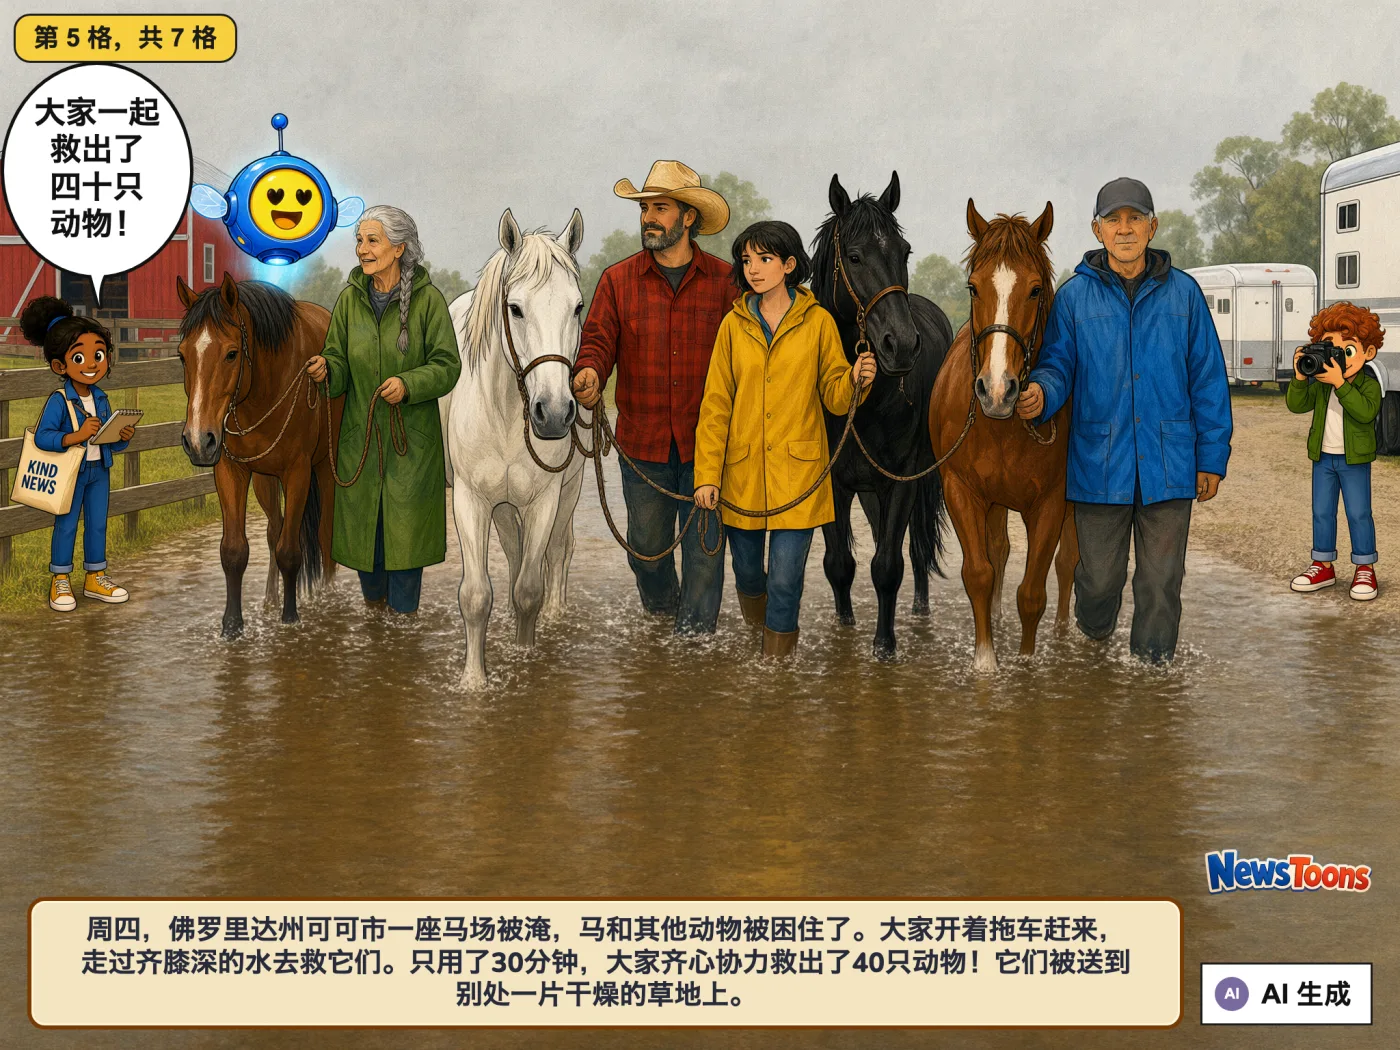 第 5 格，共 7 格
大家一起
救出了
四十只
动物！
KIND
NEWS
NewsToons
周四，佛罗里达州可可市一座马场被淹，马和其他动物被困住了。大家开着拖车赶来，
走过齐膝深的水去救它们。只用了30分钟，大家齐心协力救出了40只动物！它们被送到
别处一片干燥的草地上。
AI AI 生成